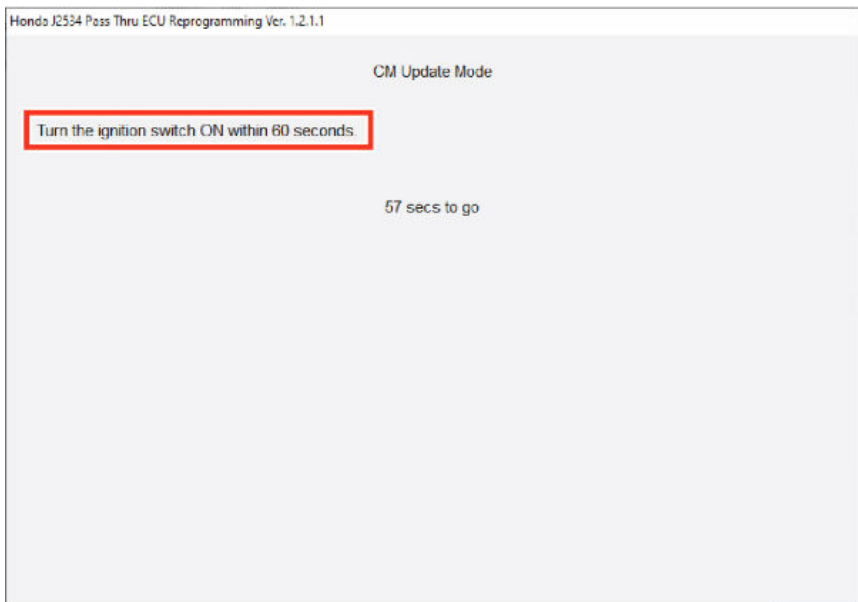 Honda J2534 Pass Thru ECU Reprogramming Ver. 1.2.1.1
CM Update Mode
Turn the ignition switch ON within 60 seconds.
57 secs to go